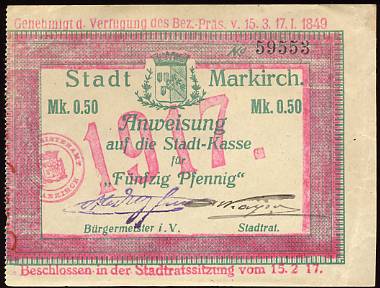 Genehmigt d. Verfügung des Bez.-Präs. v. 15. 3. 17. I. 1849
No 59553
Stadt Markirch.
Mk. 0.50 Mk. 0.50
1917.
Anweisung
auf die Stadt-Kasse
für
„Fünfzig Pfennig“
Bürgermeister i.V. Stadtrat.
Beschlossen in der Stadtratssitzung vom 15. 2 17.